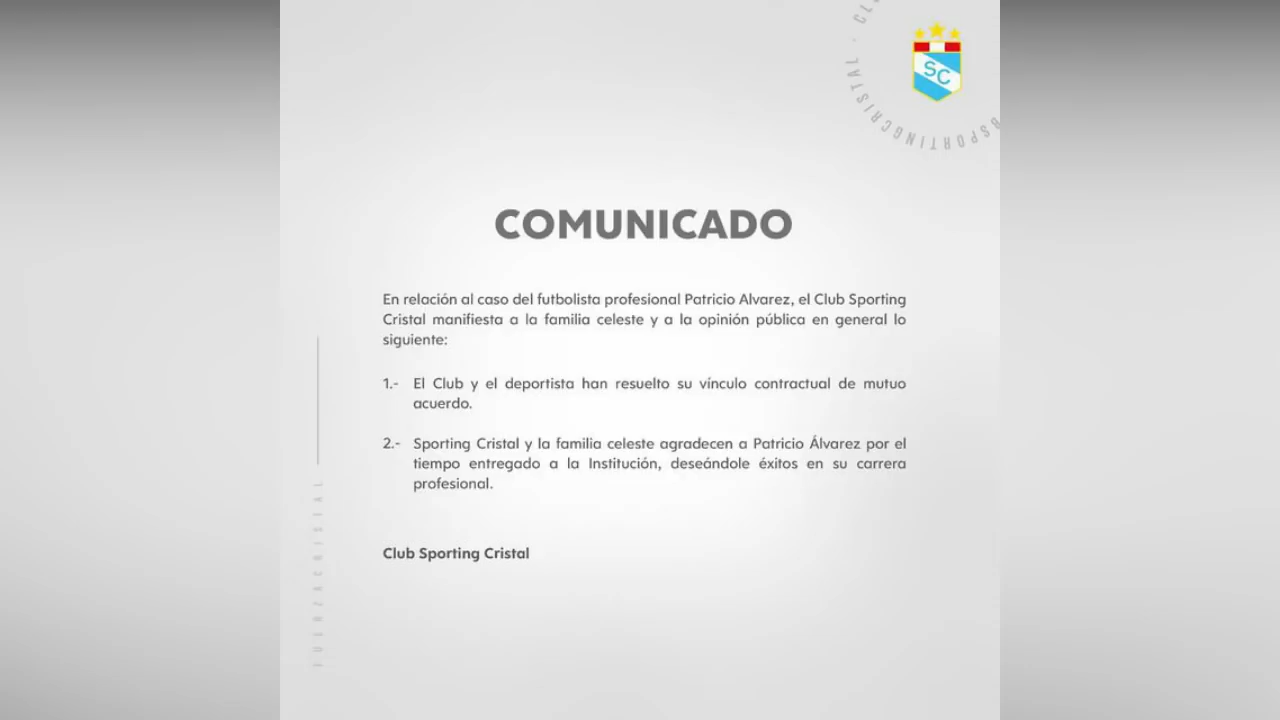 SC
CLUBSPORTINGCRISTAL · CL
COMUNICADO
En relación al caso del futbolista profesional Patricio Alvarez, el Club Sporting
Cristal manifiesta a la familia celeste y a la opinión pública en general lo
siguiente:
1.- El Club y el deportista han resuelto su vínculo contractual de mutuo
acuerdo.
2.- Sporting Cristal y la familia celeste agradecen a Patricio Álvarez por el
tiempo entregado a la Institución, deseándole éxitos en su carrera
profesional.
Club Sporting Cristal
FUERZACRISTAL